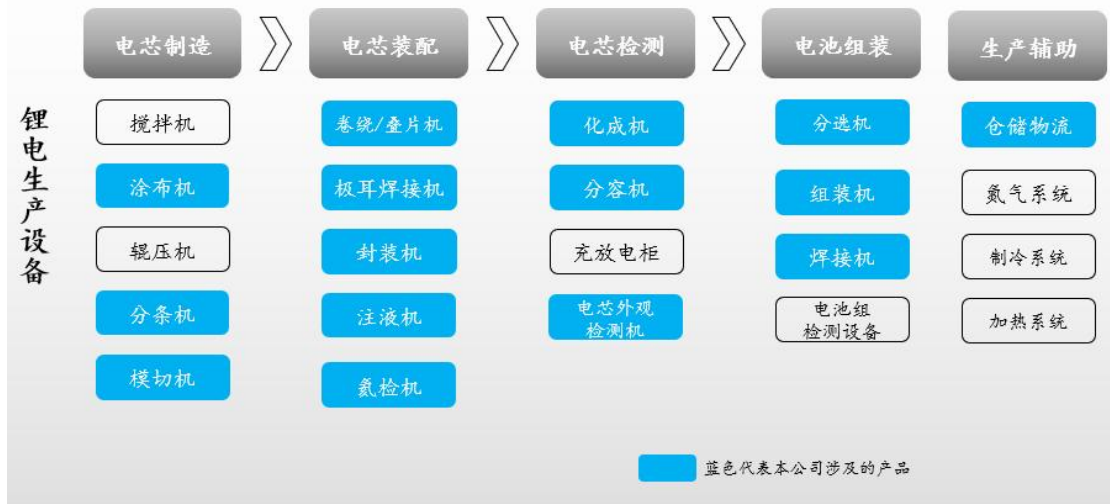 电芯制造
电芯装配
电芯检测
电池组装
生产辅助
锂电生产设备
搅拌机
卷绕/叠片机
化成机
分选机
仓储物流
涂布机
极耳焊接机
分容机
组装机
氮气系统
辊压机
封装机
充放电柜
焊接机
制冷系统
分条机
注液机
电芯外观
检测机
电池组
检测设备
加热系统
模切机
氦检机
蓝色代表本公司涉及的产品